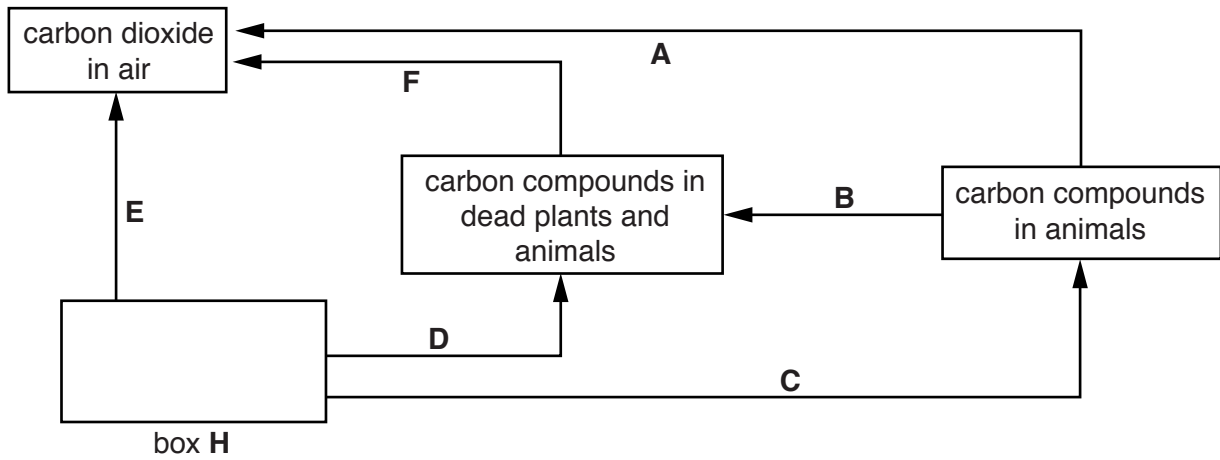 carbon dioxide
in air
A
F
carbon compounds in
dead plants and
animals
B
carbon compounds
in animals
E
D
C
box H